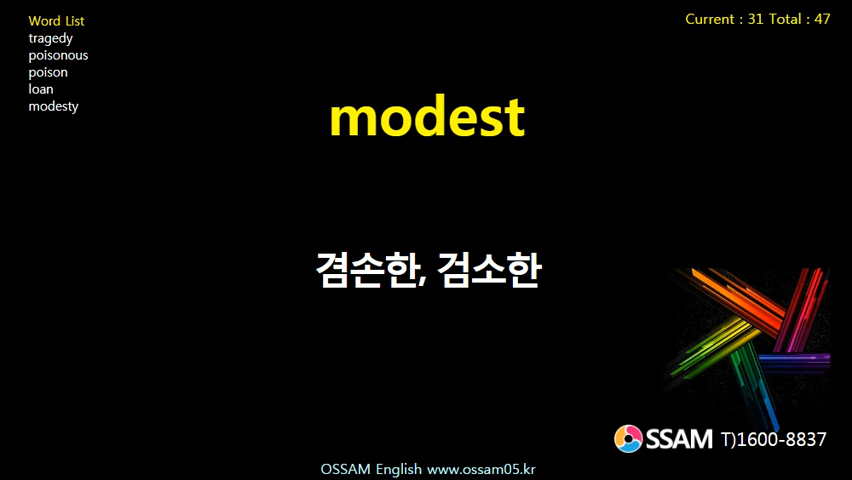 Word List
tragedy
poisonous
poison
loan
modesty
Current : 31 Total : 47
modest
겸손한, 검소한
OSSAM T)1600-8837
OSSAM English www.ossam05.kr